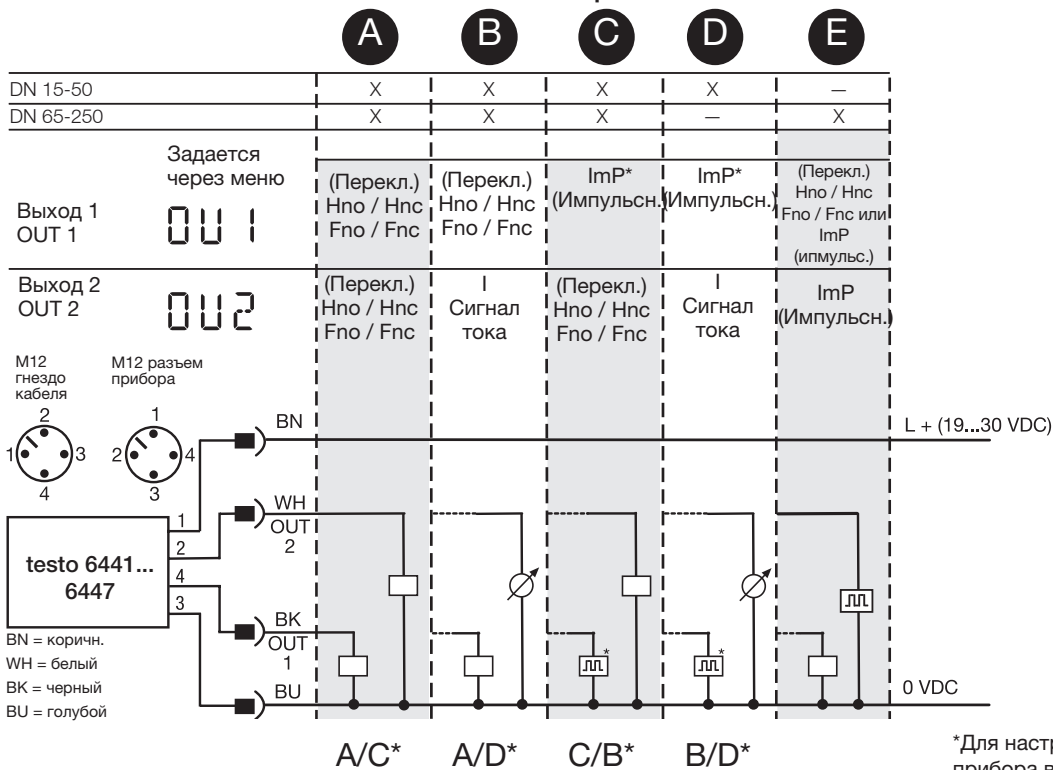 A B C D E
DN 15-50 X X X X —
DN 65-250 X X X — X
Задается
через меню
Выход 1
OUT 1
OU1
(Перекл.)
Hno / Hnc
Fno / Fnc
(Перекл.)
Hno / Hnc
Fno / Fnc
ImP*
(Импульсн.)
ImP*
(Импульсн.)
(Перекл.)
Hno / Hnc
Fno / Fnc или
ImP
(ипмульс.)
Выход 2
OUT 2
OU2
(Перекл.)
Hno / Hnc
Fno / Fnc
I
Сигнал
тока
(Перекл.)
Hno / Hnc
Fno / Fnc
I
Сигнал
тока
ImP
(Импульсн.)
M12
гнездо
кабеля
2
1 3
4
M12 разъем
прибора
1
2 4
3
BN
L + (19...30 VDC)
WH
OUT
2
1
2
4
3
testo 6441...
6447
BK
OUT
1
* *
BU
0 VDC
BN = коричн.
WH = белый
BK = черный
BU = голубой
A/C* A/D* C/B* B/D*
*Для настр
прибора в